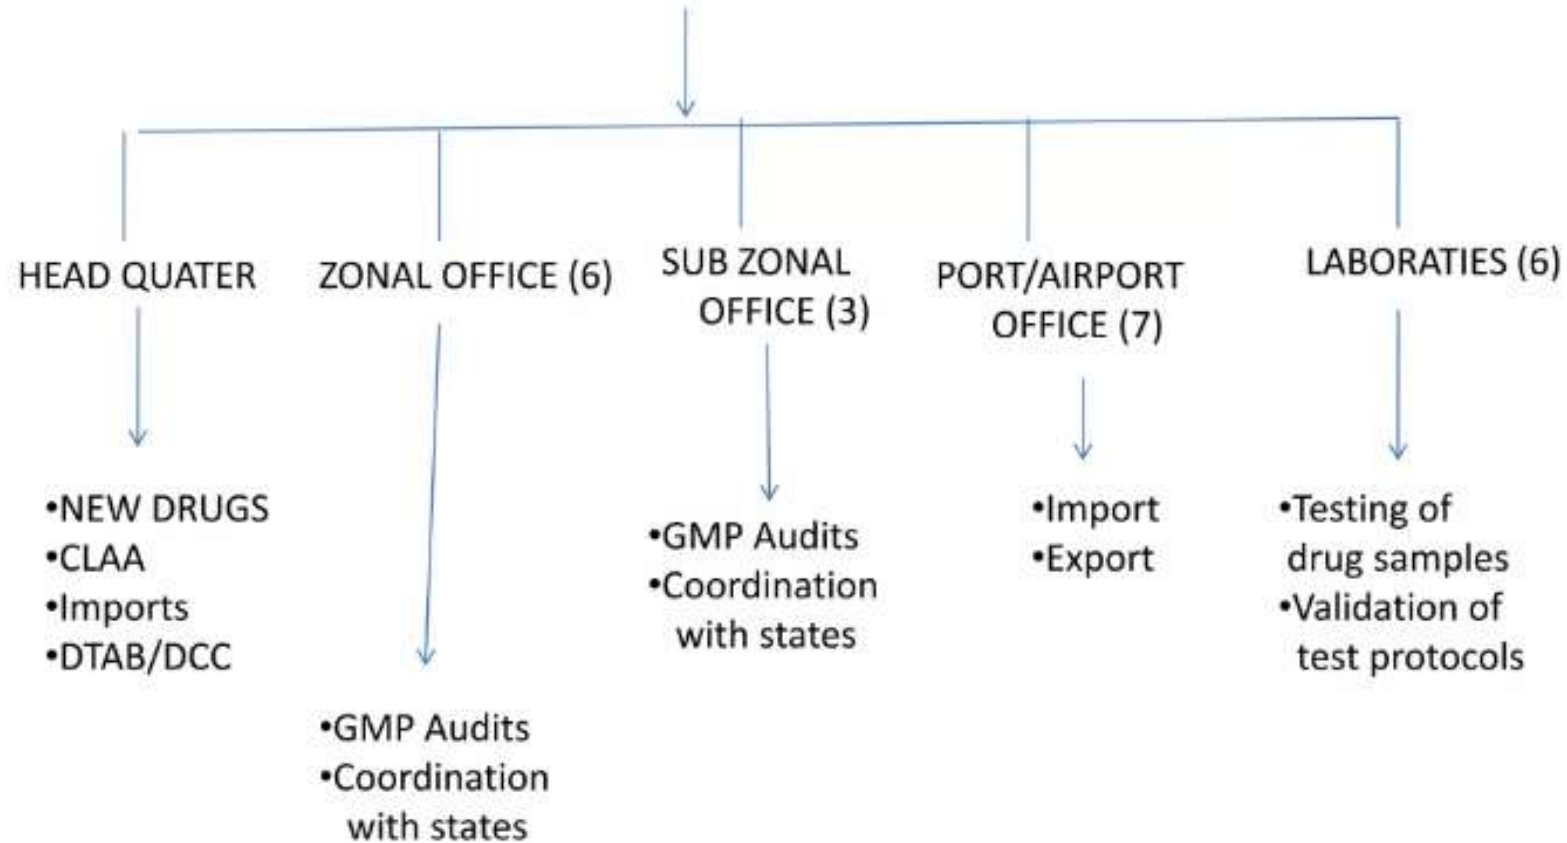 HEAD QUATER
ZONAL OFFICE (6)
SUB ZONAL
OFFICE (3)
PORT/AIRPORT
OFFICE (7)
LABORATIES (6)
•NEW DRUGS
•CLAA
•Imports
•DTAB/DCC
•GMP Audits
•Coordination
with states
•GMP Audits
•Coordination
with states
•Import
•Export
•Testing of
drug samples
•Validation of
test protocols